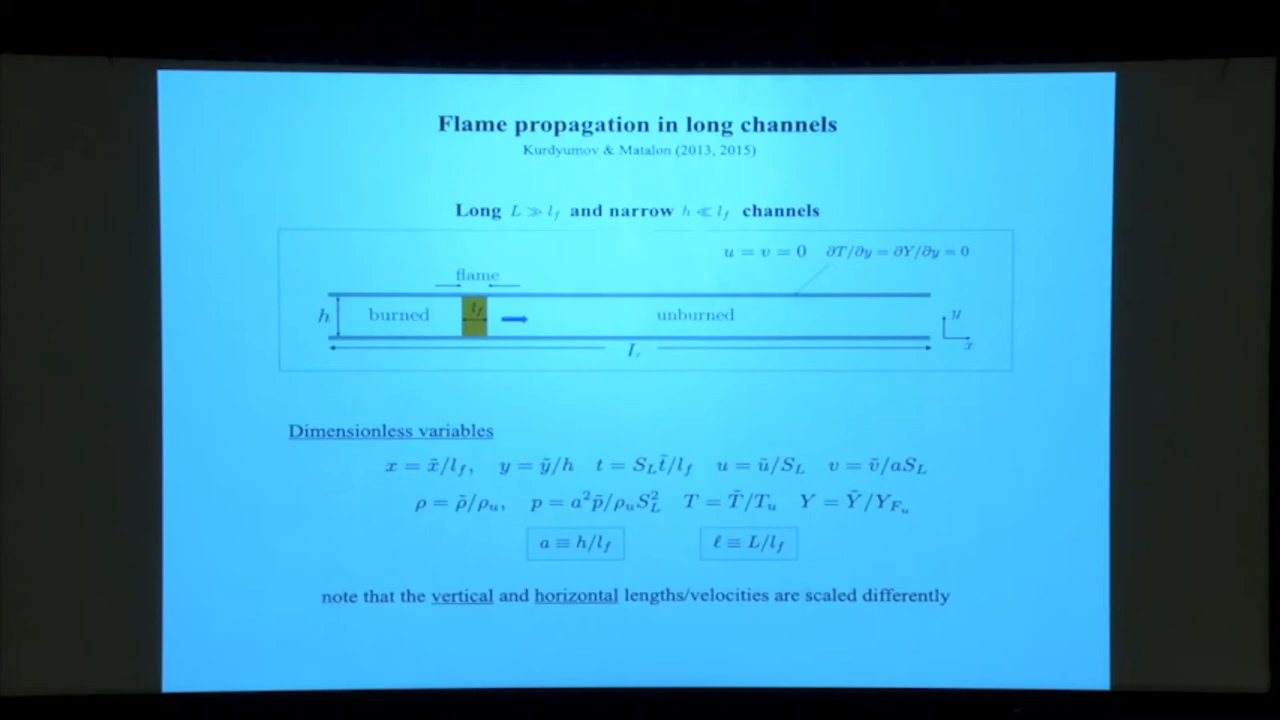 Flame propagation in long channels
Kurdyumov & Matalon (2013, 2015)
Long L ≫ l_f and narrow h ≪ l_f channels
u = v = 0 ∂T/∂y = ∂Y/∂y = 0
flame
h burned l_f unburned y
L x
Dimensionless variables
x = x̃/l_f, y = ỹ/h t = S_L t̃/l_f u = ũ/S_L v = ṽ/aS_L
ρ = ρ̃/ρ_u, p = a²p̃/ρ_u S_L² T = T̃/T_u Y = Ỹ/Y_{F_u}
a ≡ h/l_f ℓ ≡ L/l_f
note that the vertical and horizontal lengths/velocities are scaled differently